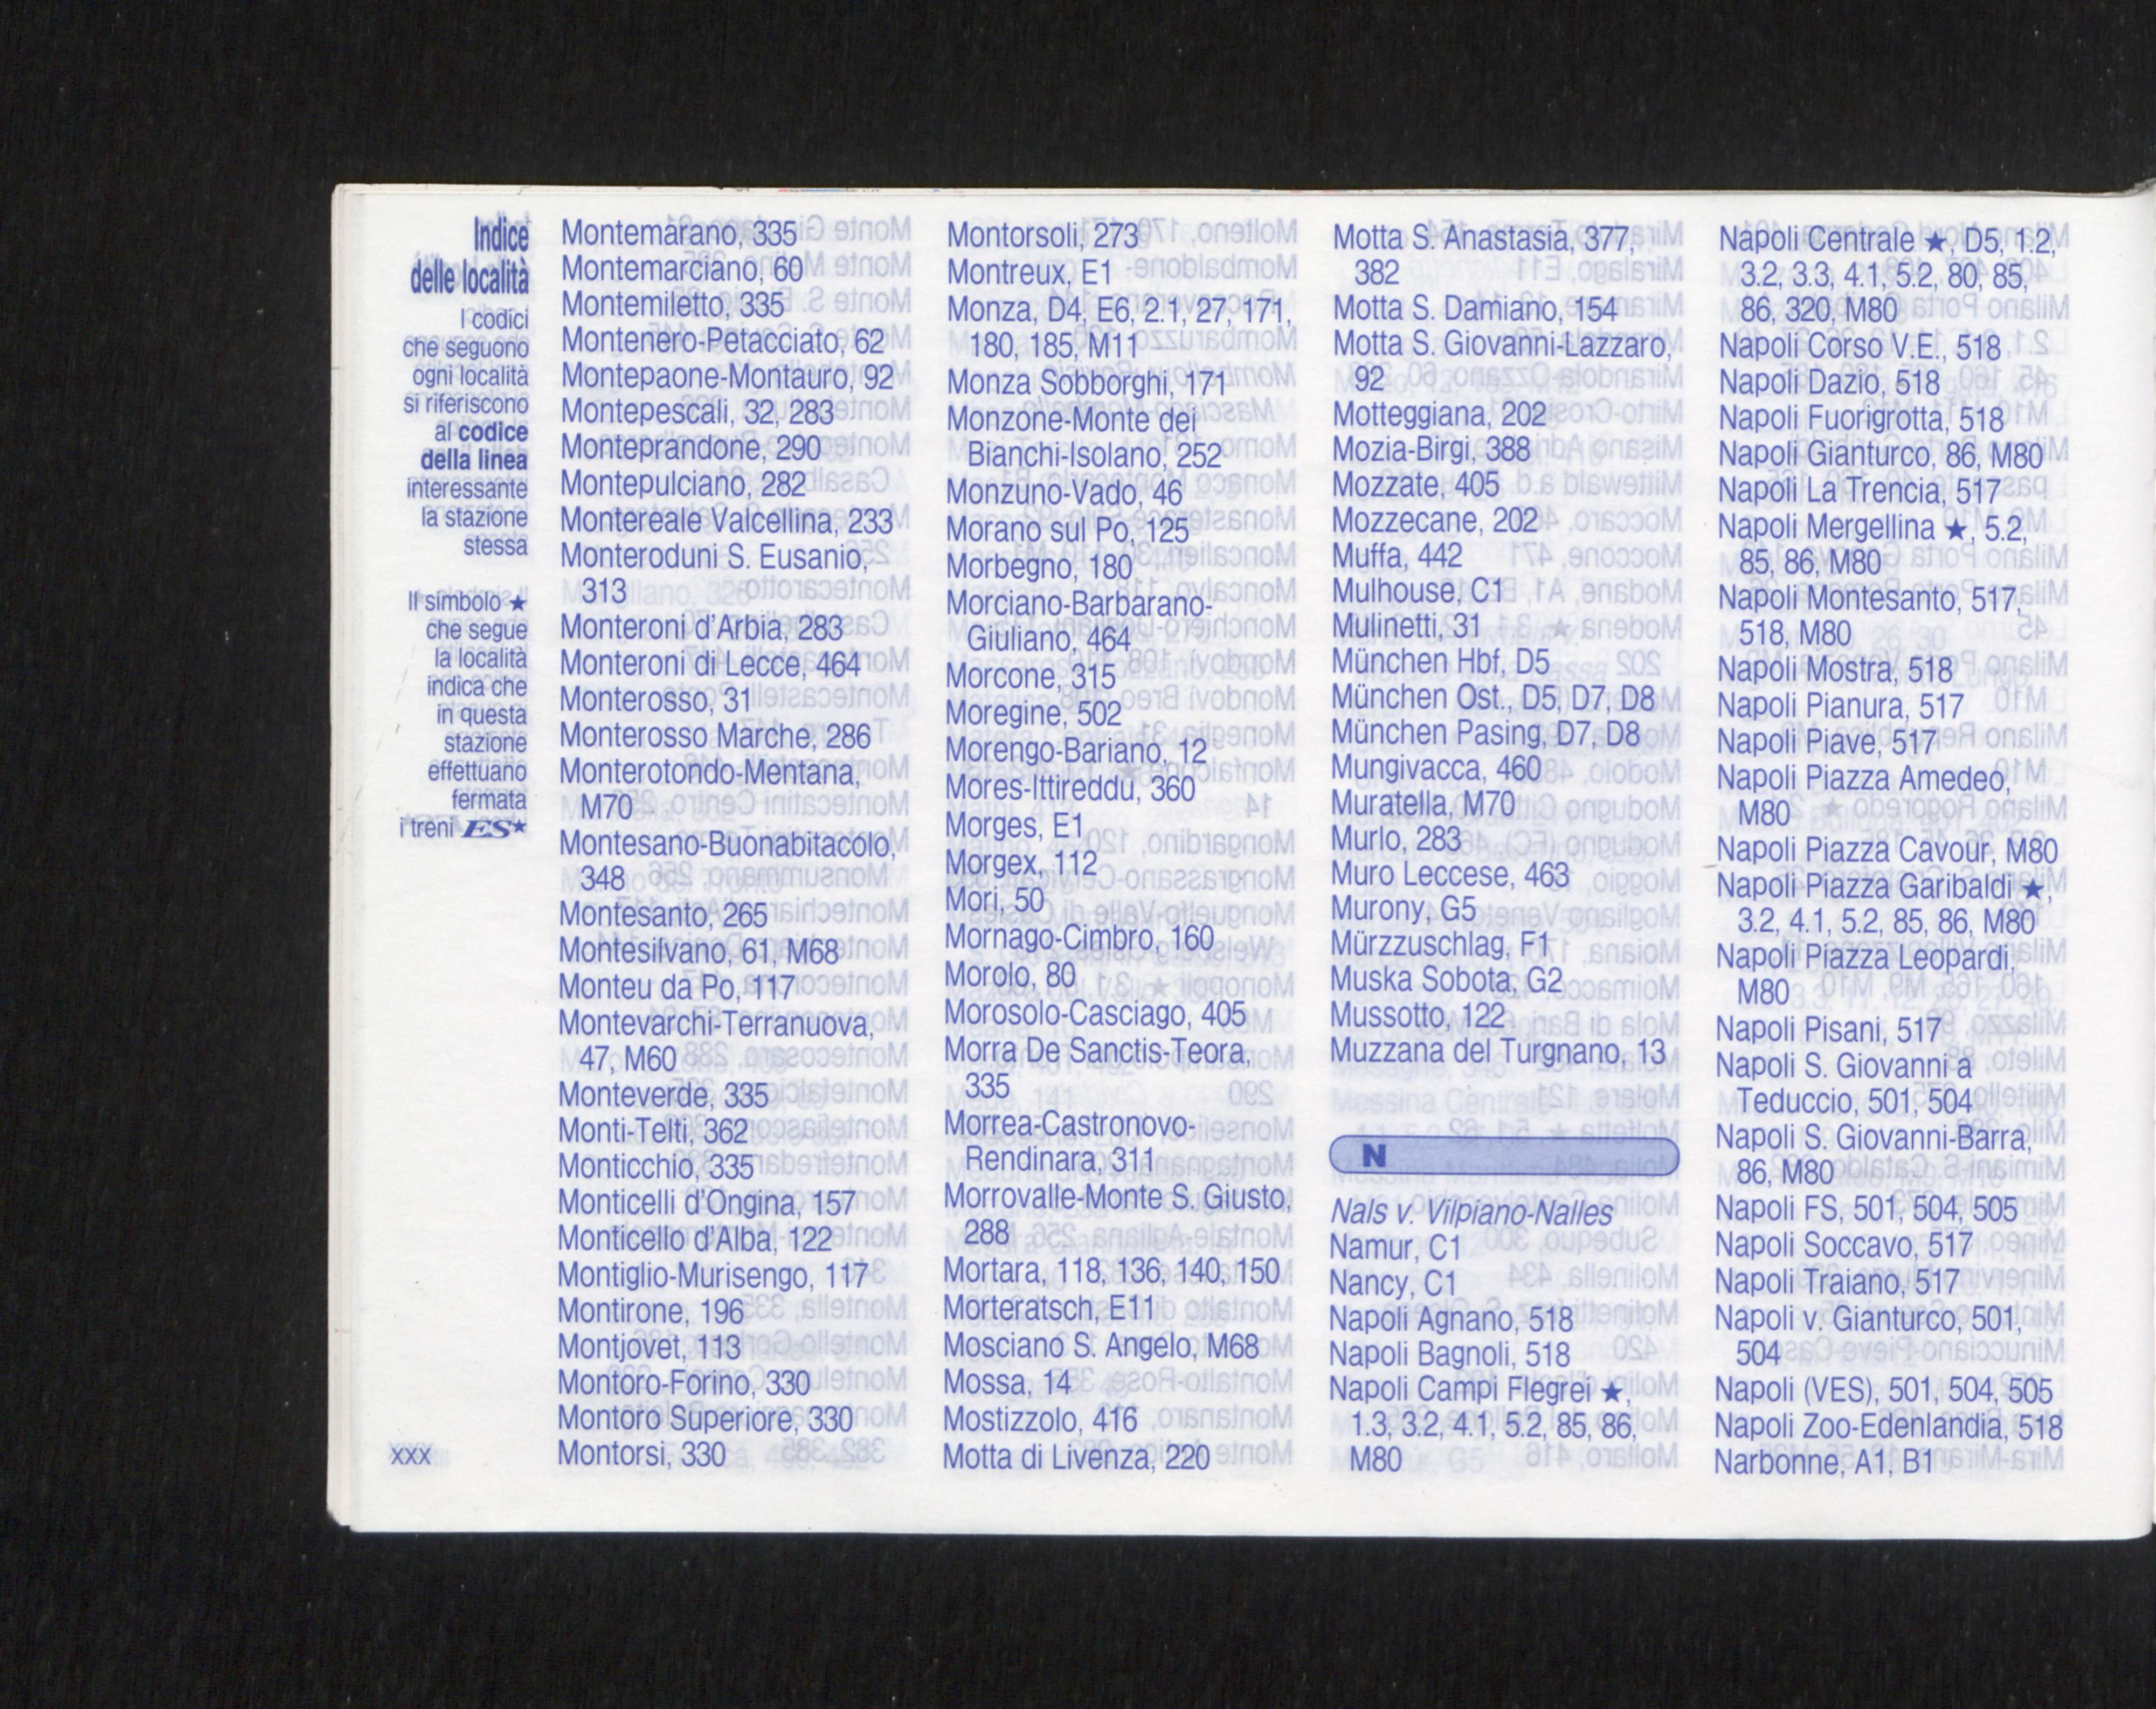 Indice
delle località
I codici
che seguono
ogni località
si riferiscono
al codice
della linea
interessante
la stazione
stessa
Il simbolo ★
che segue
la località
indica che
in questa
stazione
effettuano
fermata
i treni ES★
xxx
Montemarano, 335
Montemarciano, 60
Montemiletto, 335
Montenero-Petacciato, 62
Montepaone-Montauro, 92
Montepescali, 32, 283
Monteprandone, 290
Montepulciano, 282
Montereale Valcellina, 233
Monteroduni S. Eusanio,
313
Monteroni d'Arbia, 283
Monteroni di Lecce, 464
Monterosso, 31
Monterosso Marche, 286
Monterotondo-Mentana,
M70
Montesano-Buonabitacolo,
348
Montesanto, 265
Montesilvano, 61, M68
Monteu da Po, 117
Montevarchi-Terranuova,
47, M60
Monteverde, 335
Monti-Telti, 362
Monticchio, 335
Monticelli d'Ongina, 157
Monticello d'Alba, 122
Montiglio-Murisengo, 117
Montirone, 196
Montjovet, 113
Montoro-Forino, 330
Montoro Superiore, 330
Montorsi, 330
Montorsoli, 273
Montreux, E1
Monza, D4, E6, 2.1, 27, 171,
180, 185, M11
Monza Sobborghi, 171
Monzone-Monte dei
Bianchi-Isolano, 252
Monzuno-Vado, 46
Morano sul Po, 125
Morbegno, 180
Morciano-Barbarano-
Giuliano, 464
Morcone, 315
Moregine, 502
Morengo-Bariano, 12
Mores-Ittireddu, 360
Morges, E1
Morgex, 112
Mori, 50
Mornago-Cimbro, 160
Morolo, 80
Morosolo-Casciago, 405
Morra De Sanctis-Teora,
335
Morrea-Castronovo-
Rendinara, 311
Morrovalle-Monte S. Giusto,
288
Mortara, 118, 136, 140, 150
Morteratsch, E11
Mosciano S. Angelo, M68
Mossa, 14
Mostizzolo, 416
Motta di Livenza, 220
Motta S. Anastasia, 377,
382
Motta S. Damiano, 154
Motta S. Giovanni-Lazzaro,
92
Motteggiana, 202
Mozia-Birgi, 388
Mozzate, 405
Mozzecane, 202
Muffa, 442
Mulhouse, C1
Mulinetti, 31
München Hbf, D5
München Ost., D5, D7, D8
München Pasing, D7, D8
Mungivacca, 460
Muratella, M70
Murlo, 283
Muro Leccese, 463
Murony, G5
Mürzzuschlag, F1
Muska Sobota, G2
Mussotto, 122
Muzzana del Turgnano, 13
N
Nals v. Vilpiano-Nalles
Namur, C1
Nancy, C1
Napoli Agnano, 518
Napoli Bagnoli, 518
Napoli Campi Flegrei ★,
1.3, 3.2, 4.1, 5.2, 85, 86,
M80
Napoli Centrale ★, D5, 1.2,
3.2, 3.3, 4.1, 5.2, 80, 85,
86, 320, M80
Napoli Corso V.E., 518
Napoli Dazio, 518
Napoli Fuorigrotta, 518
Napoli Gianturco, 86, M80
Napoli La Trencia, 517
Napoli Mergellina ★, 5.2,
85, 86, M80
Napoli Montesanto, 517,
518, M80
Napoli Mostra, 518
Napoli Pianura, 517
Napoli Piave, 517
Napoli Piazza Amedeo,
M80
Napoli Piazza Cavour, M80
Napoli Piazza Garibaldi ★,
3.2, 4.1, 5.2, 85, 86, M80
Napoli Piazza Leopardi,
M80
Napoli Pisani, 517
Napoli S. Giovanni a
Teduccio, 501, 504
Napoli S. Giovanni-Barra,
86, M80
Napoli FS, 501, 504, 505
Napoli Soccavo, 517
Napoli Traiano, 517
Napoli v. Gianturco, 501,
504
Napoli (VES), 501, 504, 505
Napoli Zoo-Edenlandia, 518
Narbonne, A1, B1